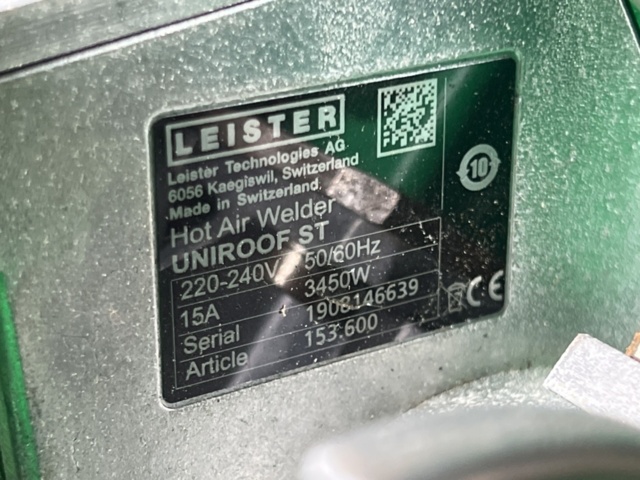 LEISTER
Leister Technologies AG
6056 Kaegiswil, Switzerland
Made in Switzerland.
10
Hot Air Welder
UNIROOF ST
220-240V 50/60Hz
15A 3450W
Serial 1908146639
Article 153.600
CE